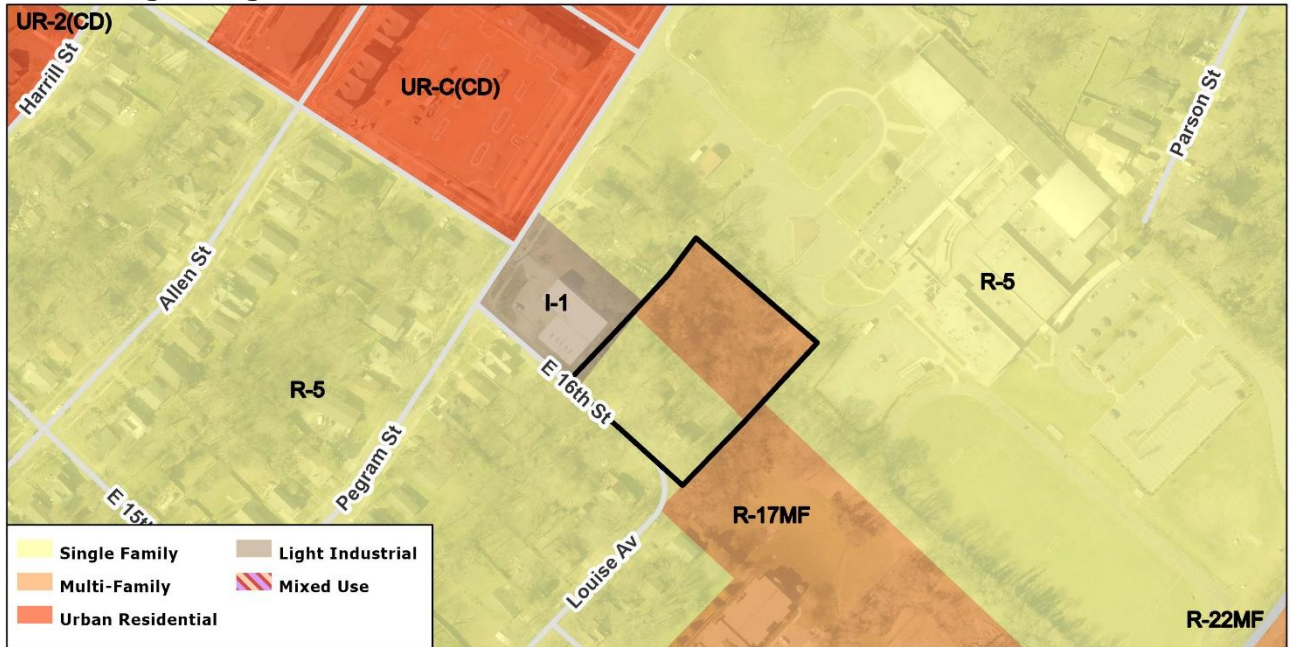 UR-2(CD)
Harrill St
UR-C(CD)
Parson St
Allen St
I-1
R-5
E 16th St
R-5
Pegram St
E 15th
R-17MF
Louise Av
R-22MF
Single Family
Multi-Family
Urban Residential
Light Industrial
Mixed Use